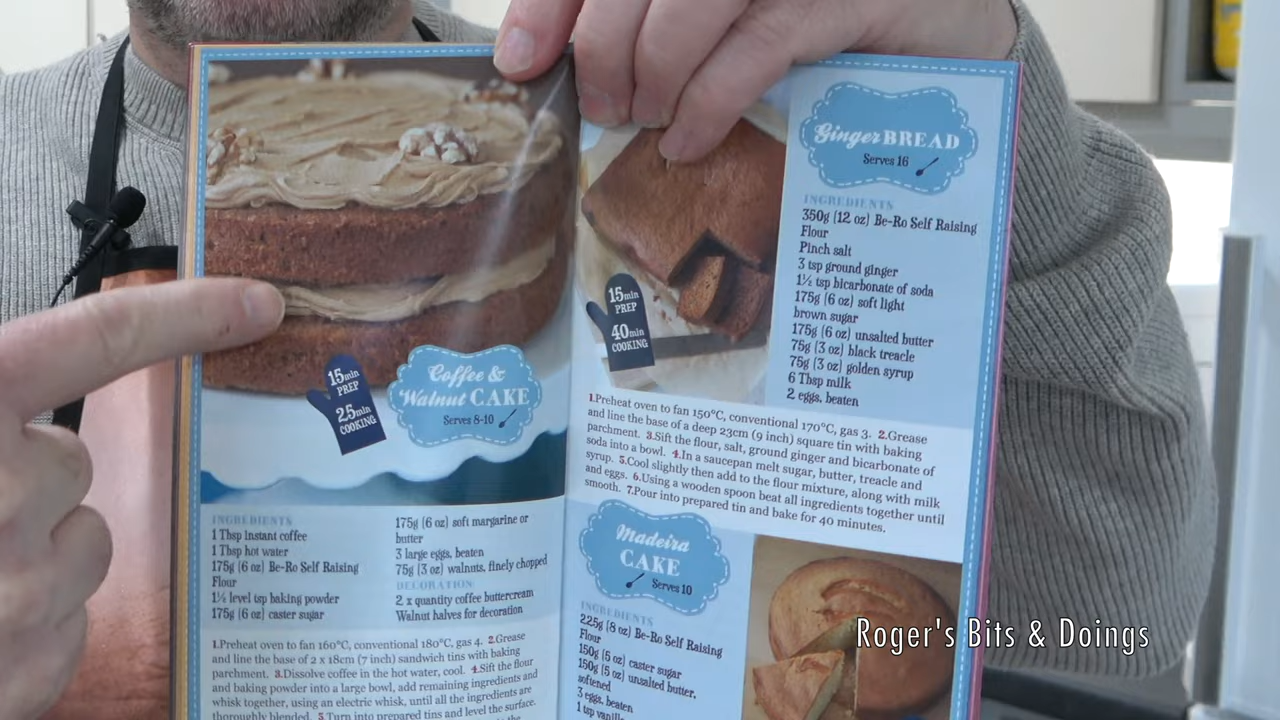 15min
PREP
25min
COOKING
Coffee &
Walnut CAKE
Serves 8-10
INGREDIENTS
1 Tbsp instant coffee
1 Tbsp hot water
175g (6 oz) Be-Ro Self Raising
Flour
1½ level tsp baking powder
175g (6 oz) caster sugar
175g (6 oz) soft margarine or
butter
3 large eggs, beaten
75g (3 oz) walnuts, finely chopped
DECORATION
2 x quantity coffee buttercream
Walnut halves for decoration
1.Preheat oven to fan 160°C, conventional 180°C, gas 4. 2.Grease
and line the base of 2 x 18cm (7 inch) sandwich tins with baking
parchment. 3.Dissolve coffee in the hot water, cool. 4.Sift the flour
and baking powder into a large bowl, add remaining ingredients and
whisk together, using an electric whisk, until all the ingredients are
thoroughly blended. 5.Turn into prepared tins and level the surface.
15min
PREP
40min
COOKING
Ginger BREAD
Serves 16
INGREDIENTS
350g (12 oz) Be-Ro Self Raising
Flour
Pinch salt
3 tsp ground ginger
1½ tsp bicarbonate of soda
175g (6 oz) soft light
brown sugar
175g (6 oz) unsalted butter
75g (3 oz) black treacle
75g (3 oz) golden syrup
6 Tbsp milk
2 eggs, beaten
1.Preheat oven to fan 150°C, conventional 170°C, gas 3. 2.Grease
and line the base of a deep 23cm (9 inch) square tin with baking
parchment. 3.Sift the flour, salt, ground ginger and bicarbonate of
soda into a bowl. 4.In a saucepan melt sugar, butter, treacle and
syrup. 5.Cool slightly then add to the flour mixture, along with milk
and eggs. 6.Using a wooden spoon beat all ingredients together until
smooth. 7.Pour into prepared tin and bake for 40 minutes.
Madeira
CAKE
Serves 10
INGREDIENTS
225g (8 oz) Be-Ro Self Raising
Flour
150g (5 oz) caster sugar
150g (5 oz) unsalted butter,
softened
3 eggs, beaten
1 tsp
Roger's Bits & Doings